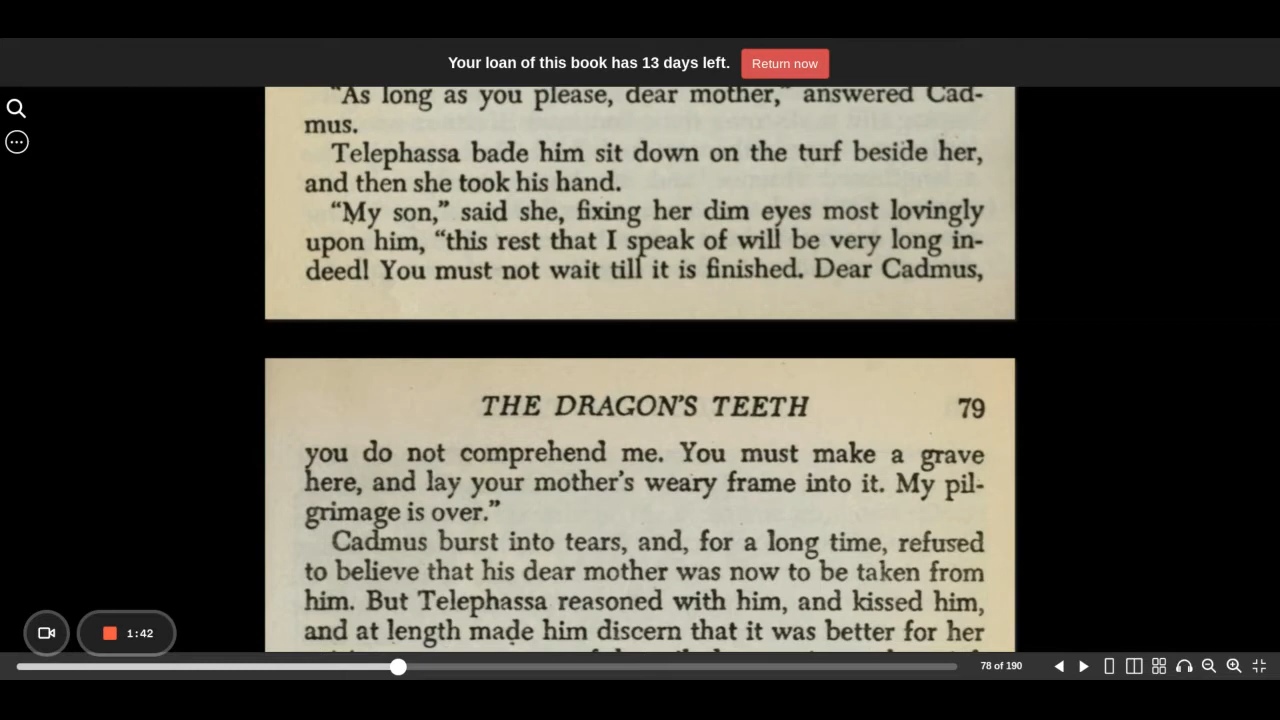 Your loan of this book has 13 days left. Return now
"As long as you please, dear mother," answered Cad-
mus.
Telephassa bade him sit down on the turf beside her,
and then she took his hand.
"My son," said she, fixing her dim eyes most lovingly
upon him, "this rest that I speak of will be very long in-
deed! You must not wait till it is finished. Dear Cadmus,
THE DRAGON'S TEETH 79
you do not comprehend me. You must make a grave
here, and lay your mother's weary frame into it. My pil-
grimage is over."
Cadmus burst into tears, and, for a long time, refused
to believe that his dear mother was now to be taken from
him. But Telephassa reasoned with him, and kissed him,
and at length made him discern that it was better for her
1:42
78 of 190